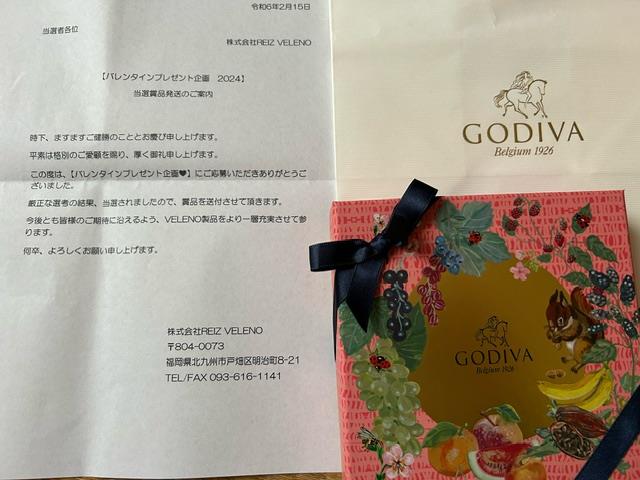 令和6年2月15日
当選者各位
株式会社REIZ VELENO
【バレンタインプレゼント企画 2024】
当選賞品発送のご案内
時下、ますますご健勝のこととお慶び申し上げます。
平素は格別のご愛顧を賜り、厚く御礼申し上げます。
この度は、【バレンタインプレゼント企画♥】にご応募いただきありがとうご
ざいました。
厳正な選考の結果、当選されましたので、賞品を送付させて頂きます。
今後とも皆様のご期待に沿えるよう、VELENO製品をより一層充実させて参
ります。
何卒、よろしくお願い申し上げます。
株式会社REIZ VELENO
〒804-0073
福岡県北九州市戸畑区明治町8-21
TEL/FAX 093-616-1141
GODIVA
Belgium 1926
GODIVA
Belgium 1926